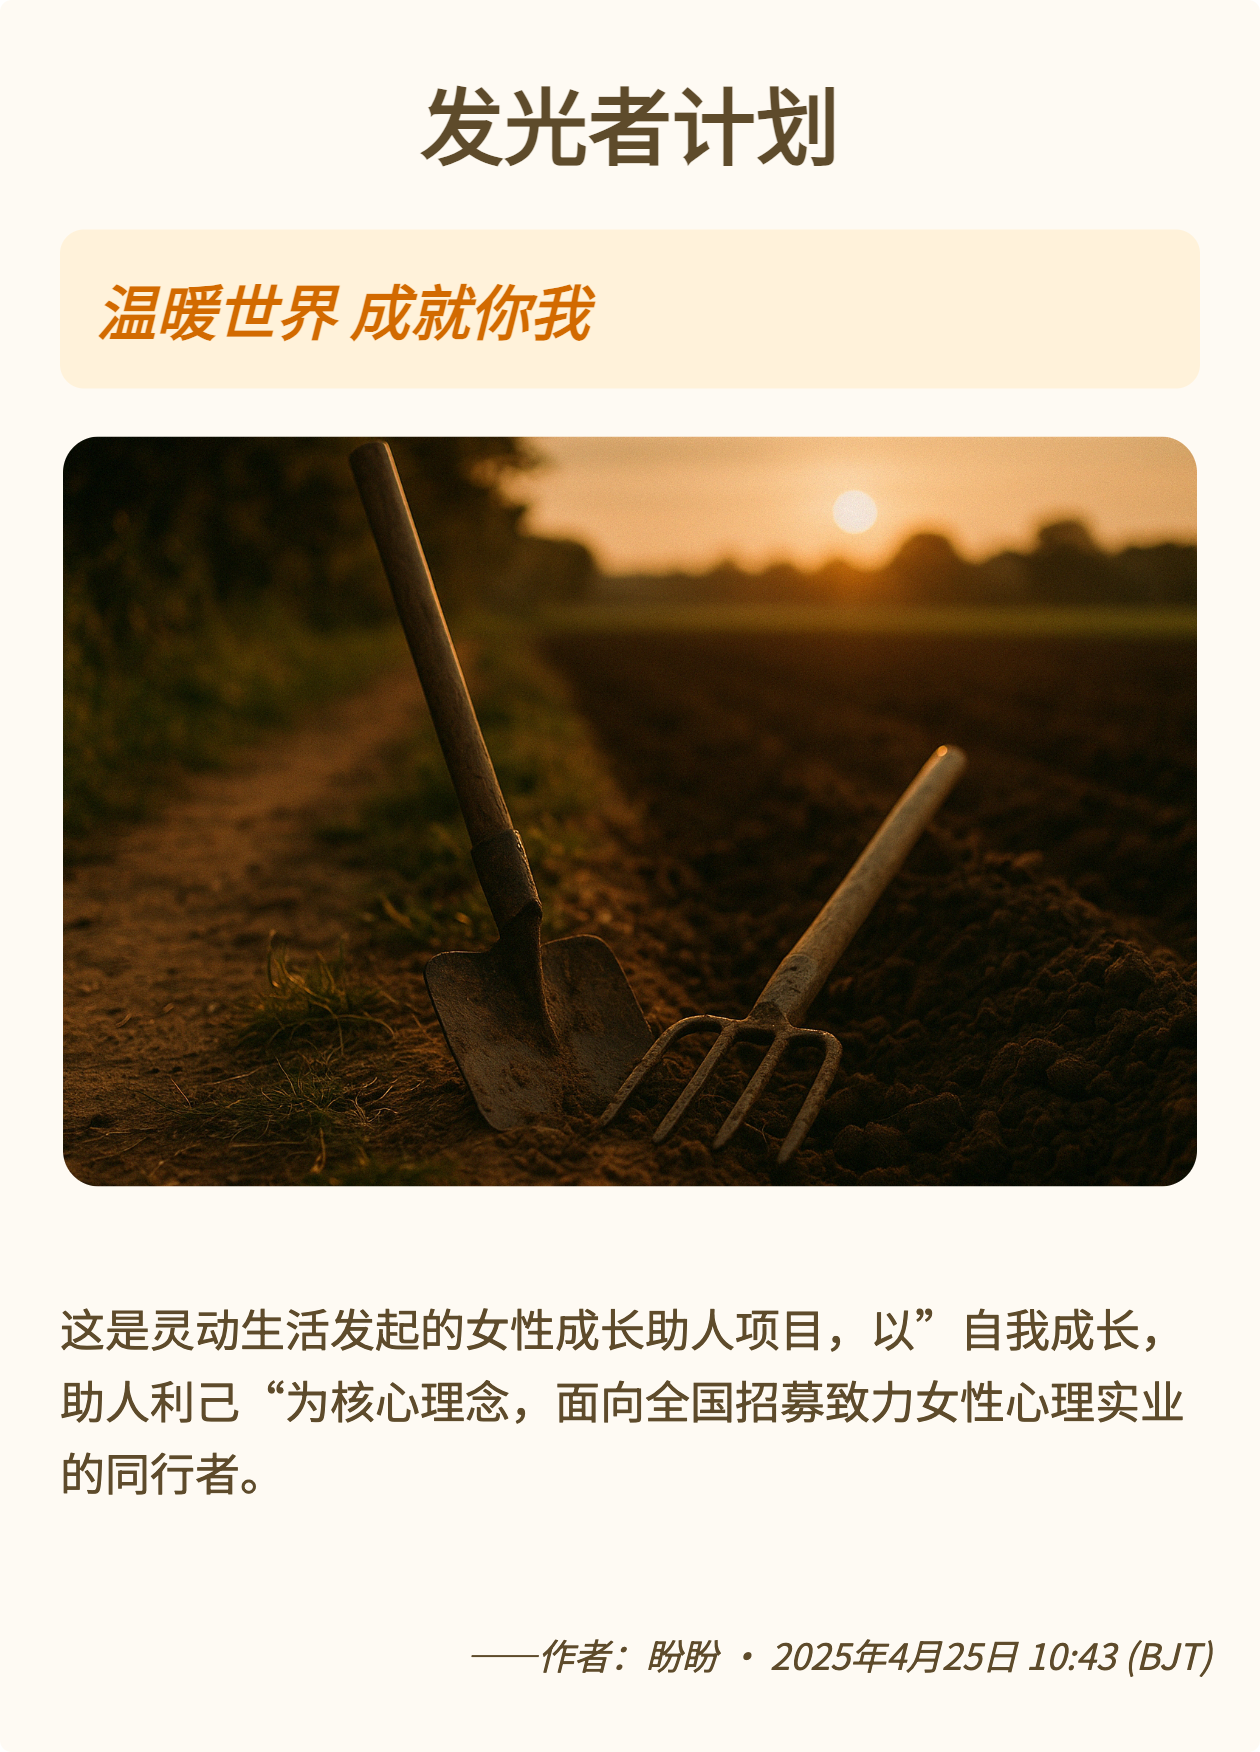 发光者计划
温暖世界 成就你我
这是灵动生活发起的女性成长助人项目，以”自我成长，
助人利己“为核心理念，面向全国招募致力女性心理实业
的同行者。
——作者：盼盼 · 2025年4月25日 10:43 (BJT)